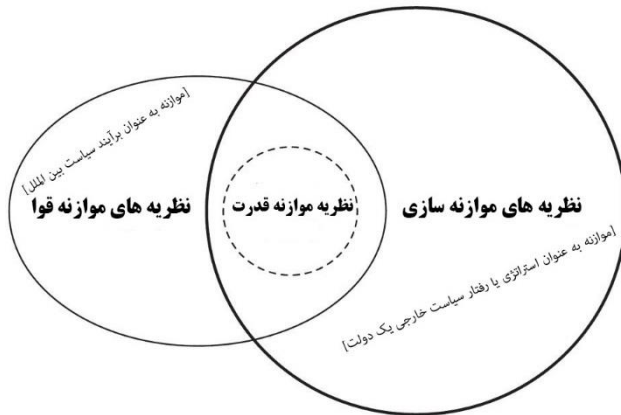 [موازنه به عنوان برآیند سیاست بین الملل]
نظریه های موازنه سازی
نظریه موازنه قدرت
نظریه های موازنه قوا
[موازنه به عنوان استراتژی یا رفتار سیاست خارجی یک دولت]